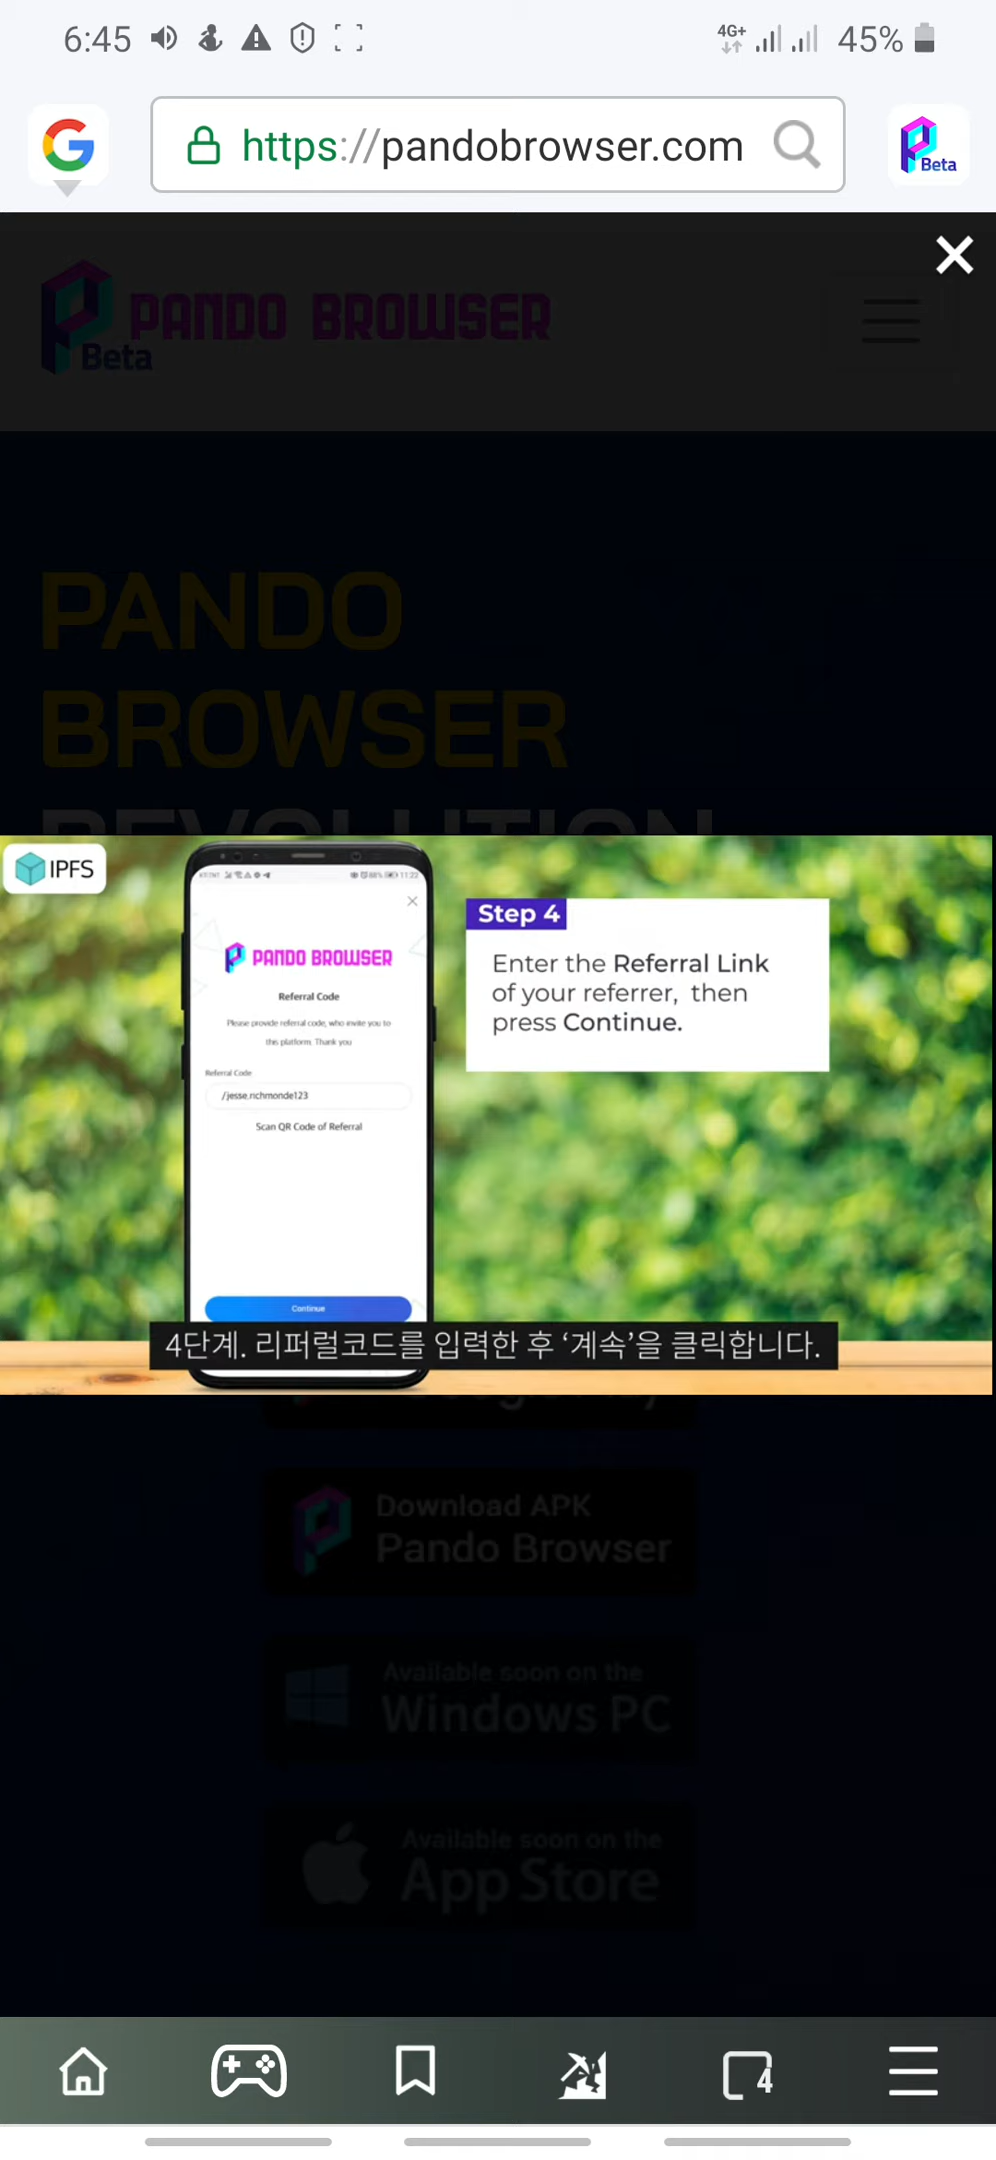 6:45
4G+
45%
https://pandobrowser.com
Beta
PANDO BROWSER
Beta
PANDO
BROWSER
REVOLUTION
IPFS
11:22
PANDO BROWSER
Referral Code
Please provide referral code, who invite you to
this platform. Thank you
Referral Code
/jesse.richmonde123
Scan QR Code of Referral
Continue
Step 4
Enter the Referral Link
of your referrer, then
press Continue.
4단계. 리퍼럴코드를 입력한 후 ‘계속’을 클릭합니다.
Download APK
Pando Browser
Available soon on the
Windows PC
Available soon on the
App Store
4